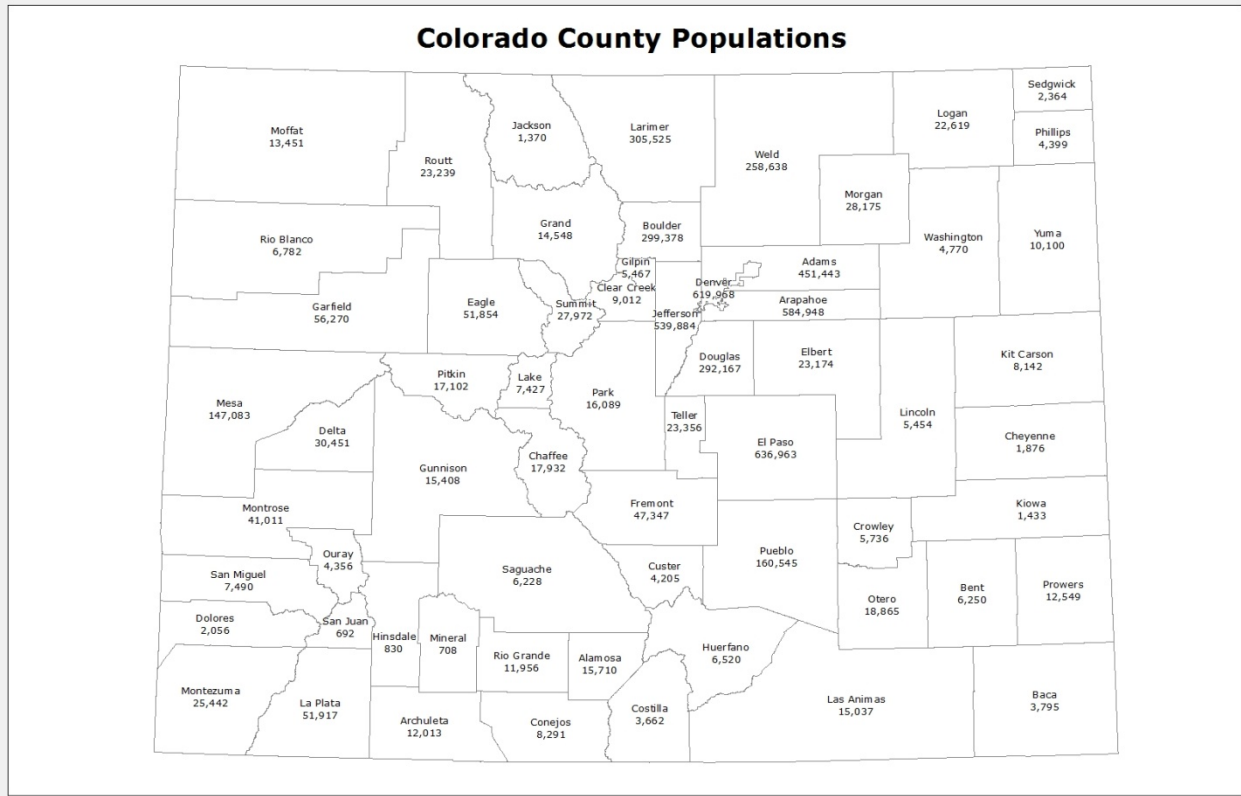 Colorado County Populations
Sedgwick
2,364
Logan
22,619
Phillips
4,399
Moffat
13,451
Jackson
1,370
Larimer
305,525
Routt
23,239
Weld
258,638
Morgan
28,175
Grand
14,548
Boulder
299,378
Rio Blanco
6,782
Washington
4,770
Yuma
10,100
Gilpin
5,467
Adams
451,443
Clear Creek
9,012
Denver
619,968
Garfield
56,270
Eagle
51,854
Summit
27,972
Jefferson
539,884
Arapahoe
584,948
Douglas
292,167
Elbert
23,174
Kit Carson
8,142
Pitkin
17,102
Lake
7,427
Park
16,089
Mesa
147,083
Teller
23,356
Lincoln
5,454
Delta
30,451
El Paso
636,963
Cheyenne
1,876
Chaffee
17,932
Gunnison
15,408
Montrose
41,011
Fremont
47,347
Kiowa
1,433
Crowley
5,736
Ouray
4,356
Pueblo
160,545
Saguache
6,228
Custer
4,205
San Miguel
7,490
Bent
6,250
Prowers
12,549
Otero
18,865
Dolores
2,056
San Juan
692
Hinsdale
830
Mineral
708
Rio Grande
11,956
Alamosa
15,710
Huerfano
6,520
Montezuma
25,442
La Plata
51,917
Archuleta
12,013
Conejos
8,291
Costilla
3,662
Las Animas
15,037
Baca
3,795